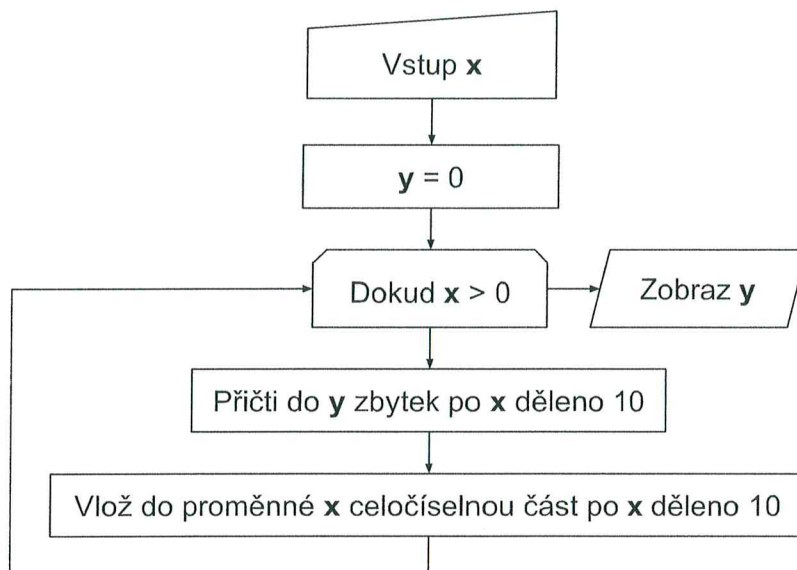 Vstup x
y = 0
Dokud x > 0
Zobraz y
Přičti do y zbytek po x děleno 10
Vlož do proměnné x celočíselnou část po x děleno 10